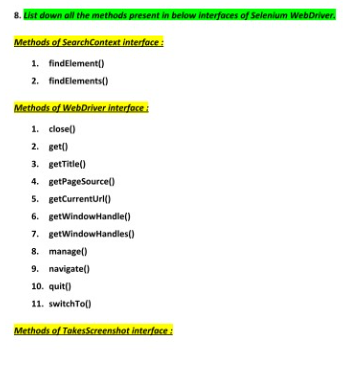 8. List down all the methods present in below interfaces of Selenium WebDriver.
Methods of SearchContext interface :
1. findElement()
2. findElements()
Methods of WebDriver interface :
1. close()
2. get()
3. getTitle()
4. getPageSource()
5. getCurrentUrl()
6. getWindowHandle()
7. getWindowHandles()
8. manage()
9. navigate()
10. quit()
11. switchTo()
Methods of TakesScreenshot interface :